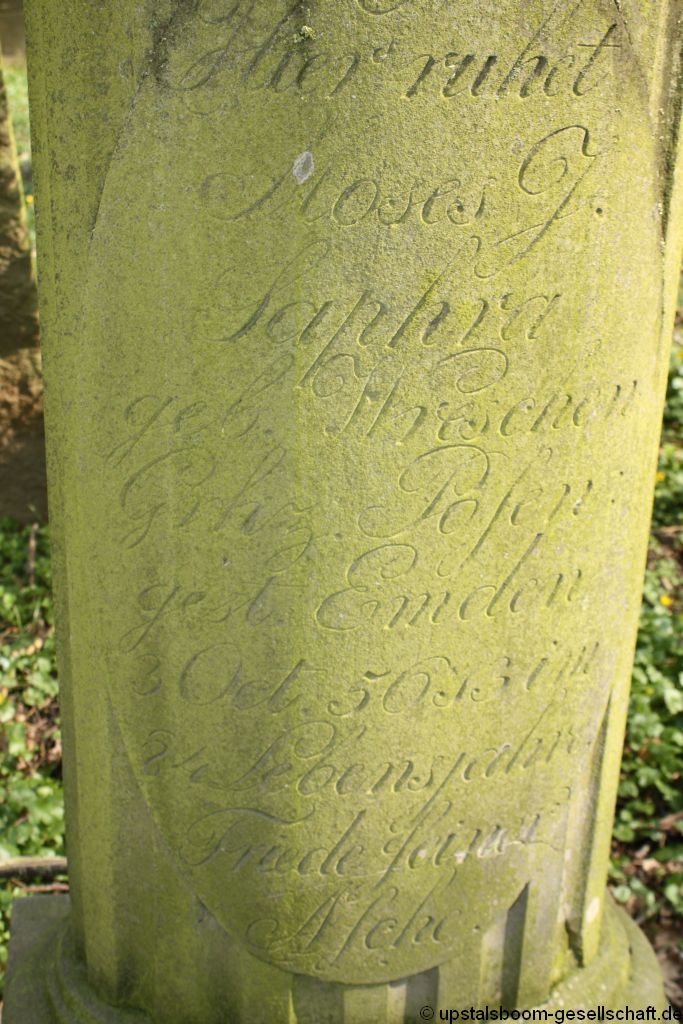 Hier ruhet
Moses J.
Saphra
geb. Wreschen
Grhz. Posen
gest. Emden
3 Oct. 5613 im
Lebensjahre
Friede seiner
Asche.
© upstalsboom-gesellschaft.de